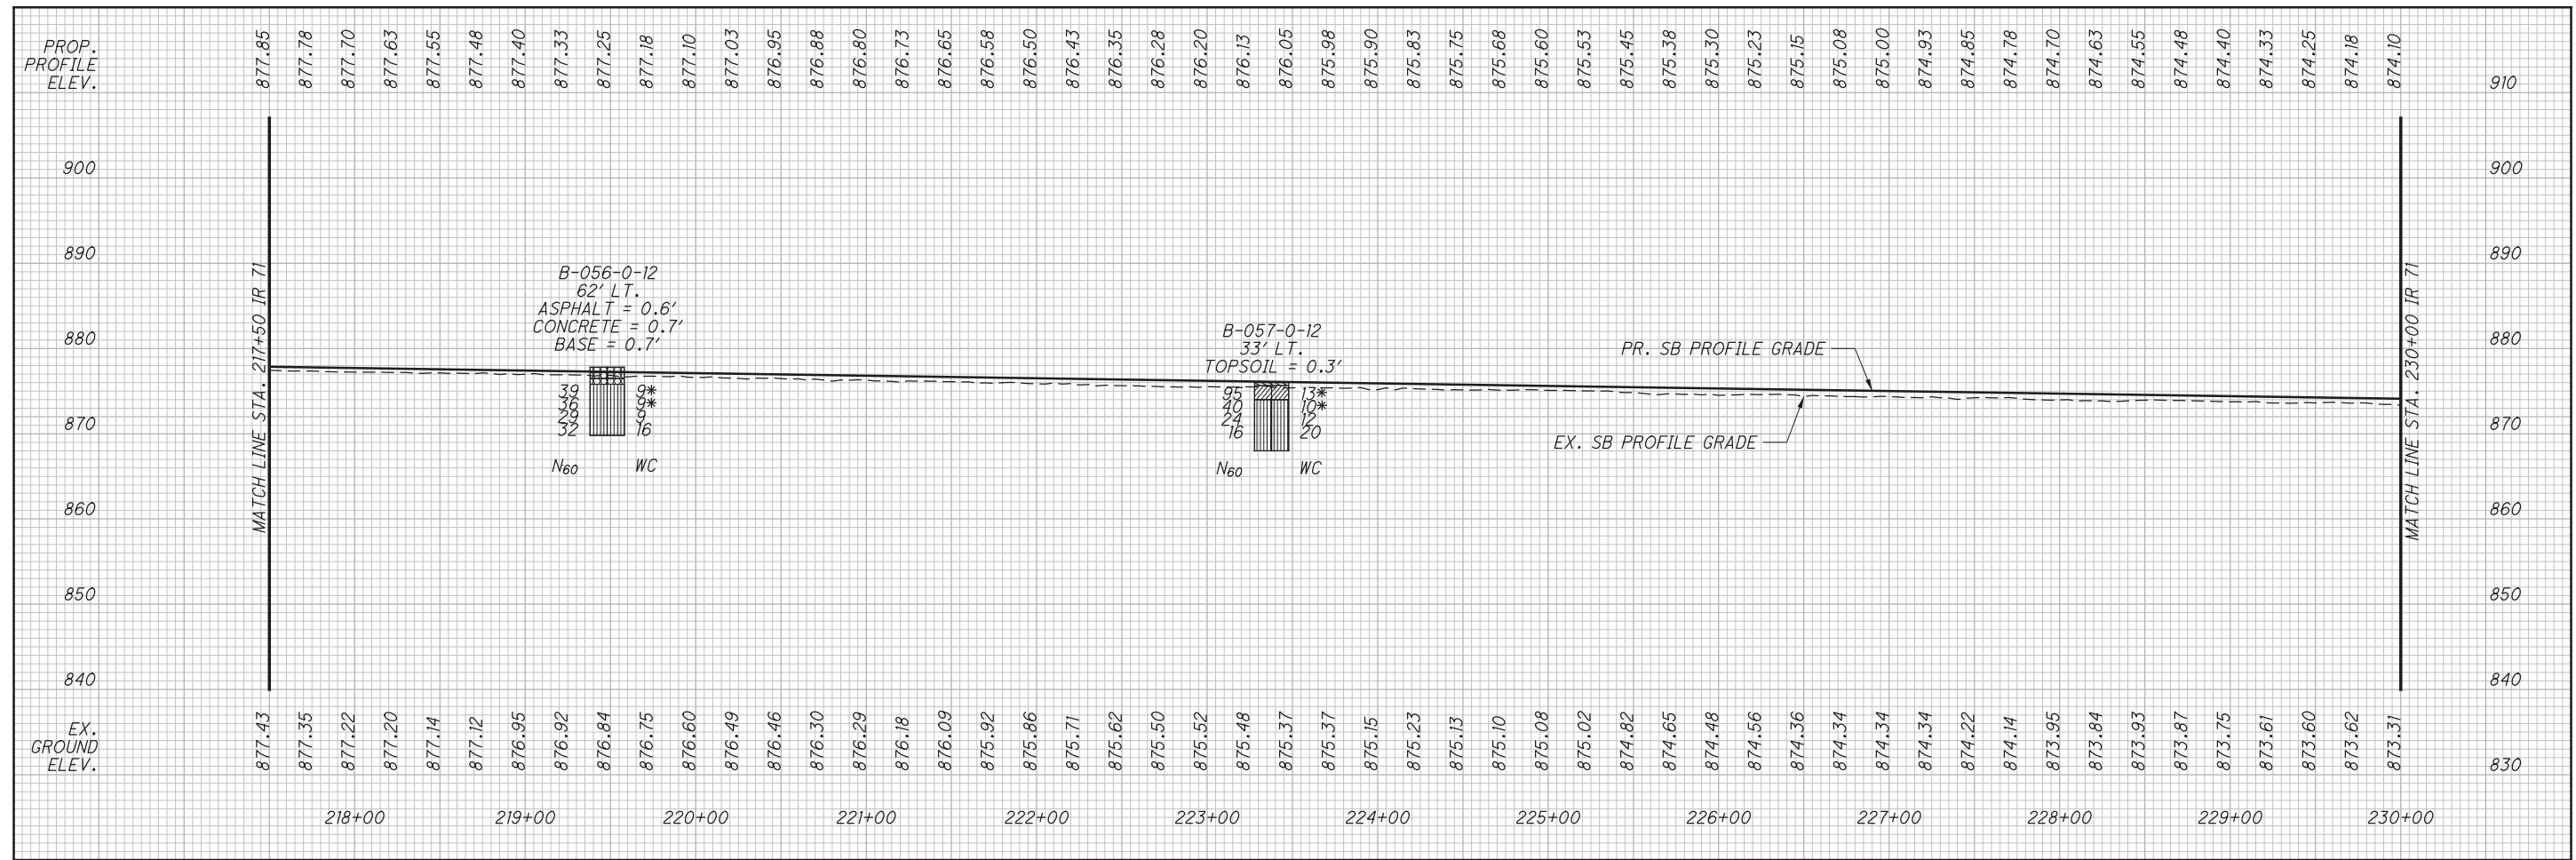 PROP.
PROFILE
ELEV.
877.85 877.78 877.70 877.63 877.55 877.48 877.40 877.33 877.25 877.18 877.10 877.03 876.95 876.88 876.80 876.73 876.65 876.58 876.50 876.43 876.35 876.28 876.20 876.13 876.05 875.98 875.90 875.83 875.75 875.68 875.60 875.53 875.45 875.38 875.30 875.23 875.15 875.08 875.00 874.93 874.85 874.78 874.70 874.63 874.55 874.48 874.40 874.33 874.25 874.18 874.10
910
900 900
890 890
880 880
870 870
860 860
850 850
840 840
830
MATCH LINE STA. 217+50 IR 71
B-056-0-12
62' LT.
ASPHALT = 0.6'
CONCRETE = 0.7'
BASE = 0.7'
39 9*
36 9*
29 9
32 16
N60 WC
B-057-0-12
33' LT.
TOPSOIL = 0.3'
95 13*
40 10*
24 12
16 20
N60 WC
PR. SB PROFILE GRADE
EX. SB PROFILE GRADE
MATCH LINE STA. 230+00 IR 71
EX.
GROUND
ELEV.
877.43 877.35 877.22 877.20 877.14 877.12 876.95 876.92 876.84 876.75 876.60 876.49 876.46 876.30 876.29 876.18 876.09 875.92 875.86 875.71 875.62 875.50 875.52 875.48 875.37 875.37 875.15 875.23 875.13 875.10 875.08 875.02 874.82 874.65 874.48 874.56 874.36 874.34 874.34 874.34 874.22 874.14 873.95 873.84 873.93 873.87 873.75 873.61 873.60 873.62 873.31
218+00 219+00 220+00 221+00 222+00 223+00 224+00 225+00 226+00 227+00 228+00 229+00 230+00